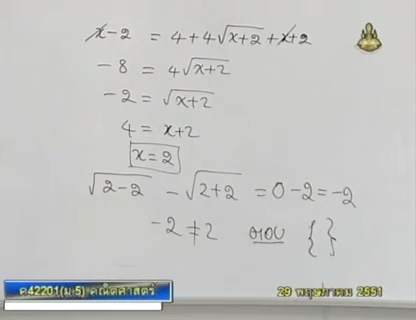 x-2 = 4+4√(x+2)+x+2
-8 = 4√(x+2)
-2 = √(x+2)
4 = x+2
x=2
√(2-2) - √(2+2) = 0-2 = -2
-2 ≠ 2 ตอบ { }
ค42201(ม.5)-คณิตศาสตร์
29 พฤษภาคม 2551